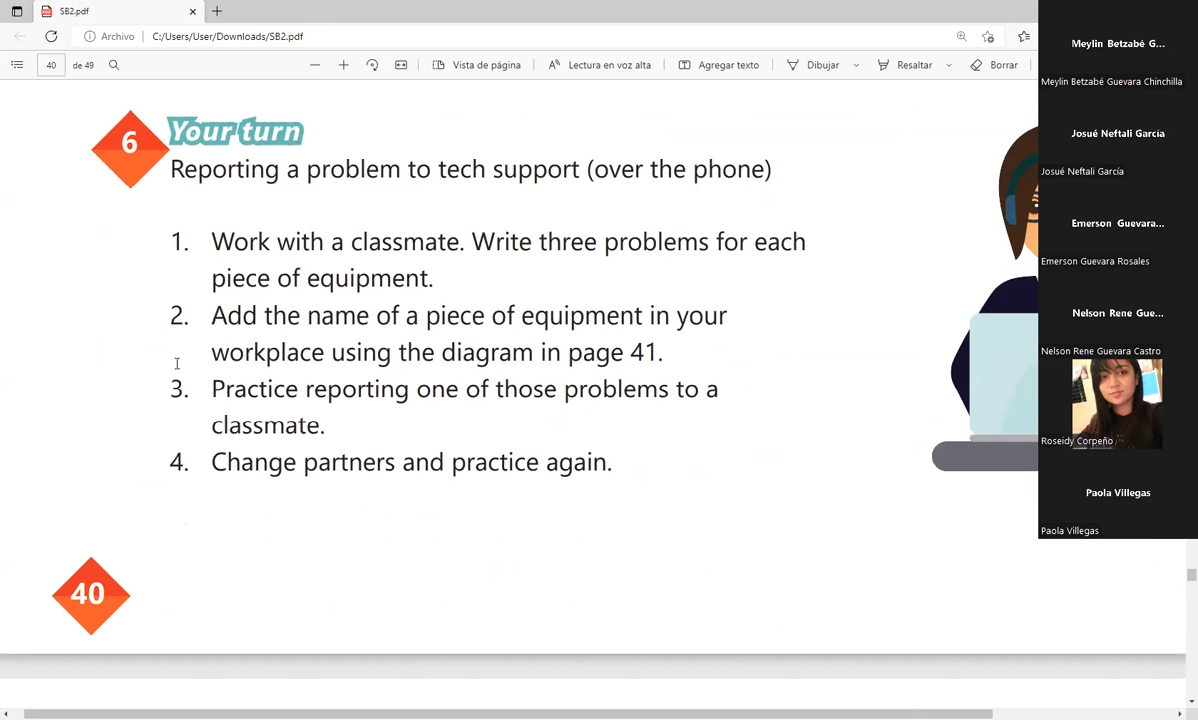 SB2.pdf
Archivo C:/Users/User/Downloads/SB2.pdf
40 de 49 Vista de página Lectura en voz alta Agregar texto Dibujar Resaltar Borrar
6 Your turn
Reporting a problem to tech support (over the phone)
1. Work with a classmate. Write three problems for each
piece of equipment.
2. Add the name of a piece of equipment in your
workplace using the diagram in page 41.
3. Practice reporting one of those problems to a
classmate.
4. Change partners and practice again.
40
Meylin Betzabé G...
Meylin Betzabé Guevara Chinchilla
Josué Neftali García
Josué Neftali García
Emerson Guevara...
Emerson Guevara Rosales
Nelson Rene Gue...
Nelson Rene Guevara Castro
Roseidy Corpeño
Paola Villegas
Paola Villegas